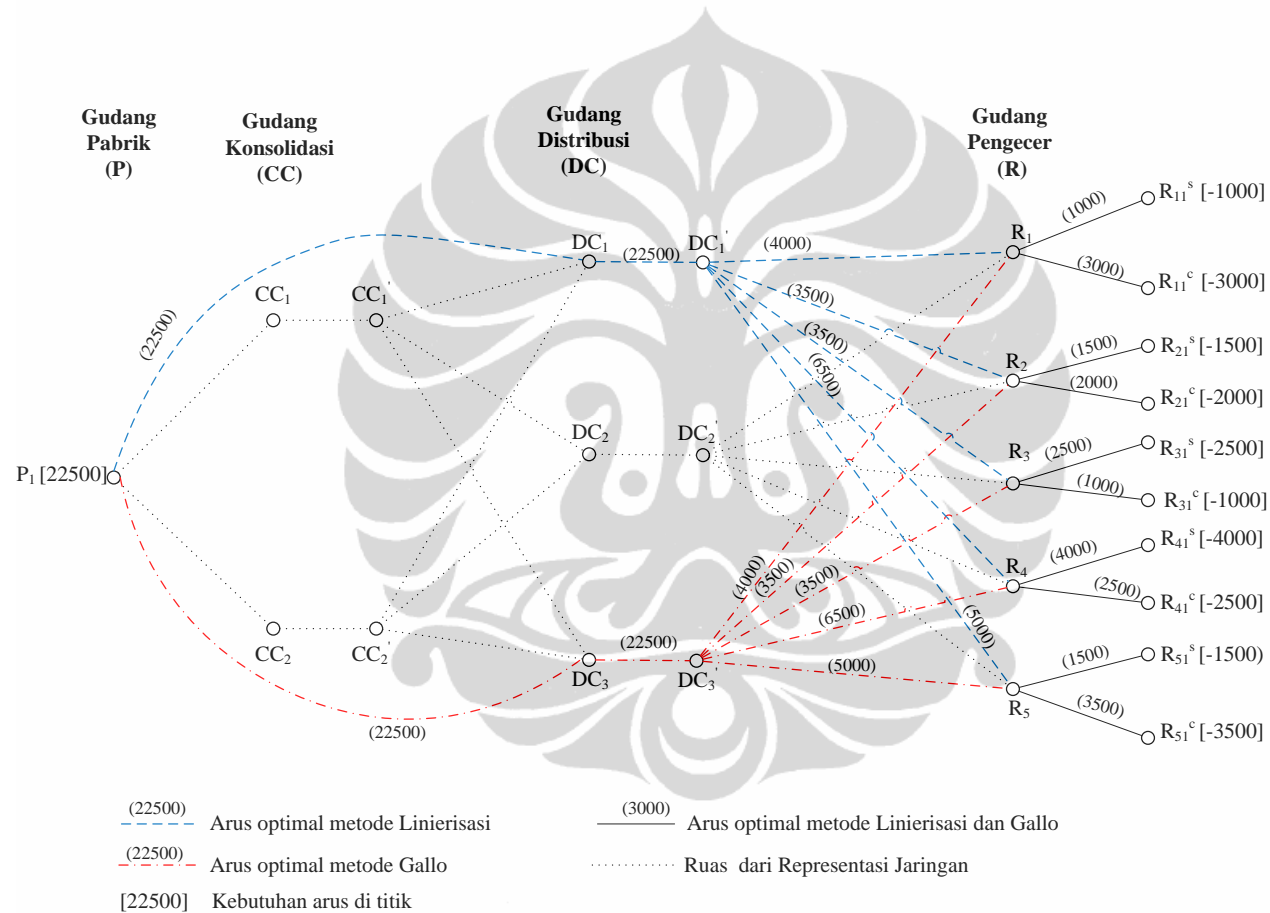 Gudang
Pabrik
(P)
Gudang
Konsolidasi
(CC)
Gudang
Distribusi
(DC)
Gudang
Pengecer
(R)
P₁ [22500]
(22500)
(22500)
CC₁
CC₁'
CC₂
CC₂'
DC₁
(22500)
DC₁'
DC₂
DC₂'
DC₃
(22500)
DC₃'
(4000)
(3500)
(3500)
(6500)
(5000)
(4000)
(3500)
(3500)
(6500)
(5000)
R₁
(1000)
R₁₁ˢ [-1000]
(3000)
R₁₁ᶜ [-3000]
R₂
(1500)
R₂₁ˢ [-1500]
(2000)
R₂₁ᶜ [-2000]
R₃
(2500)
R₃₁ˢ [-2500]
(1000)
R₃₁ᶜ [-1000]
R₄
(4000)
R₄₁ˢ [-4000]
(2500)
R₄₁ᶜ [-2500]
R₅
(1500)
R₅₁ˢ [-1500)
(3500)
R₅₁ᶜ [-3500]
(22500) Arus optimal metode Linierisasi
(22500) Arus optimal metode Gallo
[22500] Kebutuhan arus di titik
(3000) Arus optimal metode Linierisasi dan Gallo
Ruas dari Representasi Jaringan